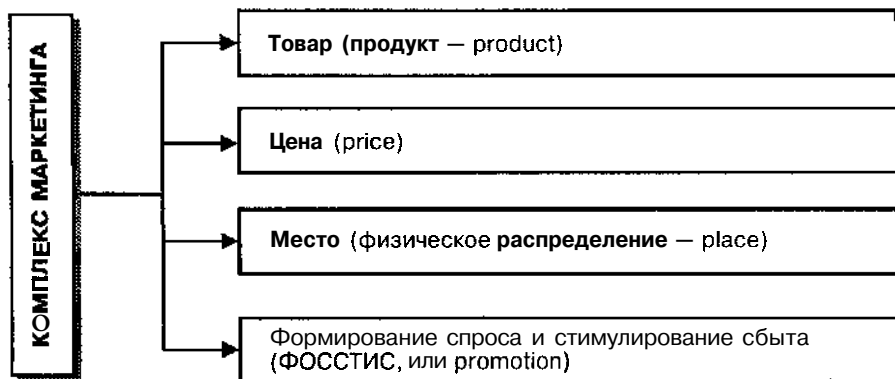 КОМПЛЕКС МАРКЕТИНГА
Товар (продукт — product)
Цена (price)
Место (физическое распределение — place)
Формирование спроса и стимулирование сбыта
(ФОССТИС, или promotion)